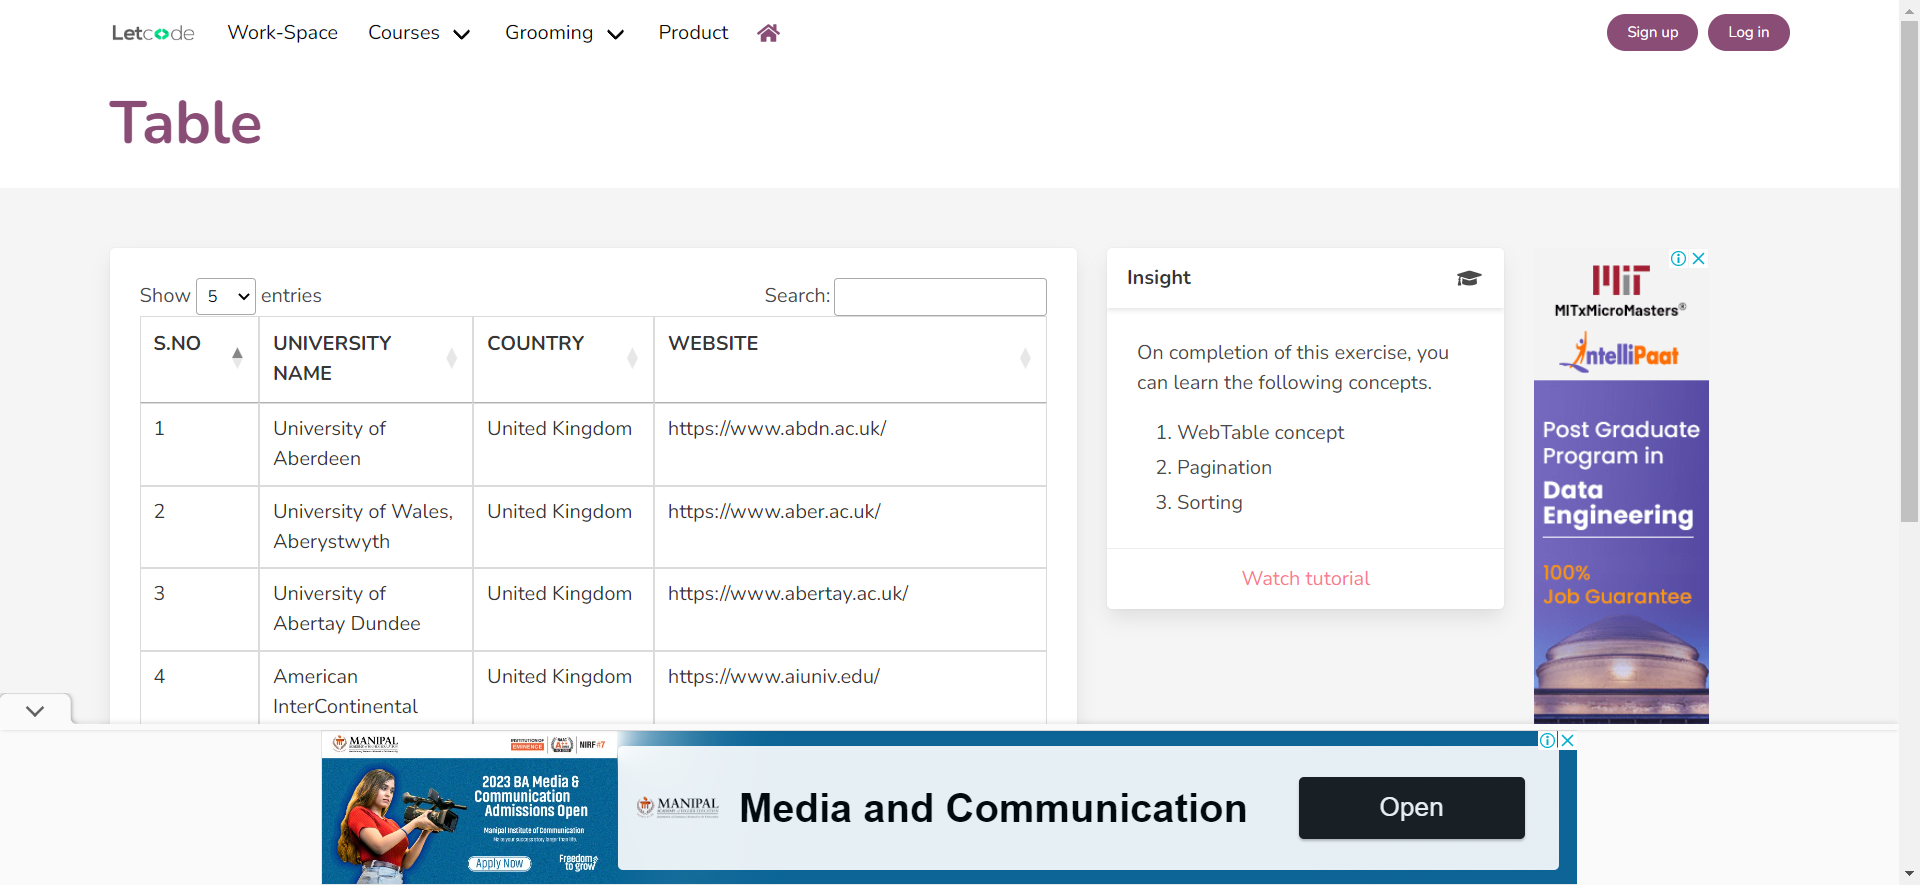 Letcode Work-Space Courses Grooming Product Sign up Log in
Table
Show 5 entries Search:
S.NO UNIVERSITY NAME COUNTRY WEBSITE
1 University of Aberdeen United Kingdom https://www.abdn.ac.uk/
2 University of Wales, Aberystwyth United Kingdom https://www.aber.ac.uk/
3 University of Abertay Dundee United Kingdom https://www.abertay.ac.uk/
4 American InterContinental United Kingdom https://www.aiuniv.edu/
Insight
On completion of this exercise, you
can learn the following concepts.
1. WebTable concept
2. Pagination
3. Sorting
Watch tutorial
MIT
MITxMicroMasters®
intelliPaat
Post Graduate
Program in
Data
Engineering
100%
Job Guarantee
MANIPAL
INSTITUTION OF
EMINENCE
NIRF #7
2023 BA Media &
Communication
Admissions Open
Manipal Institute of Communication
Apply Now
Freedom
to grow
MANIPAL
Media and Communication
Open